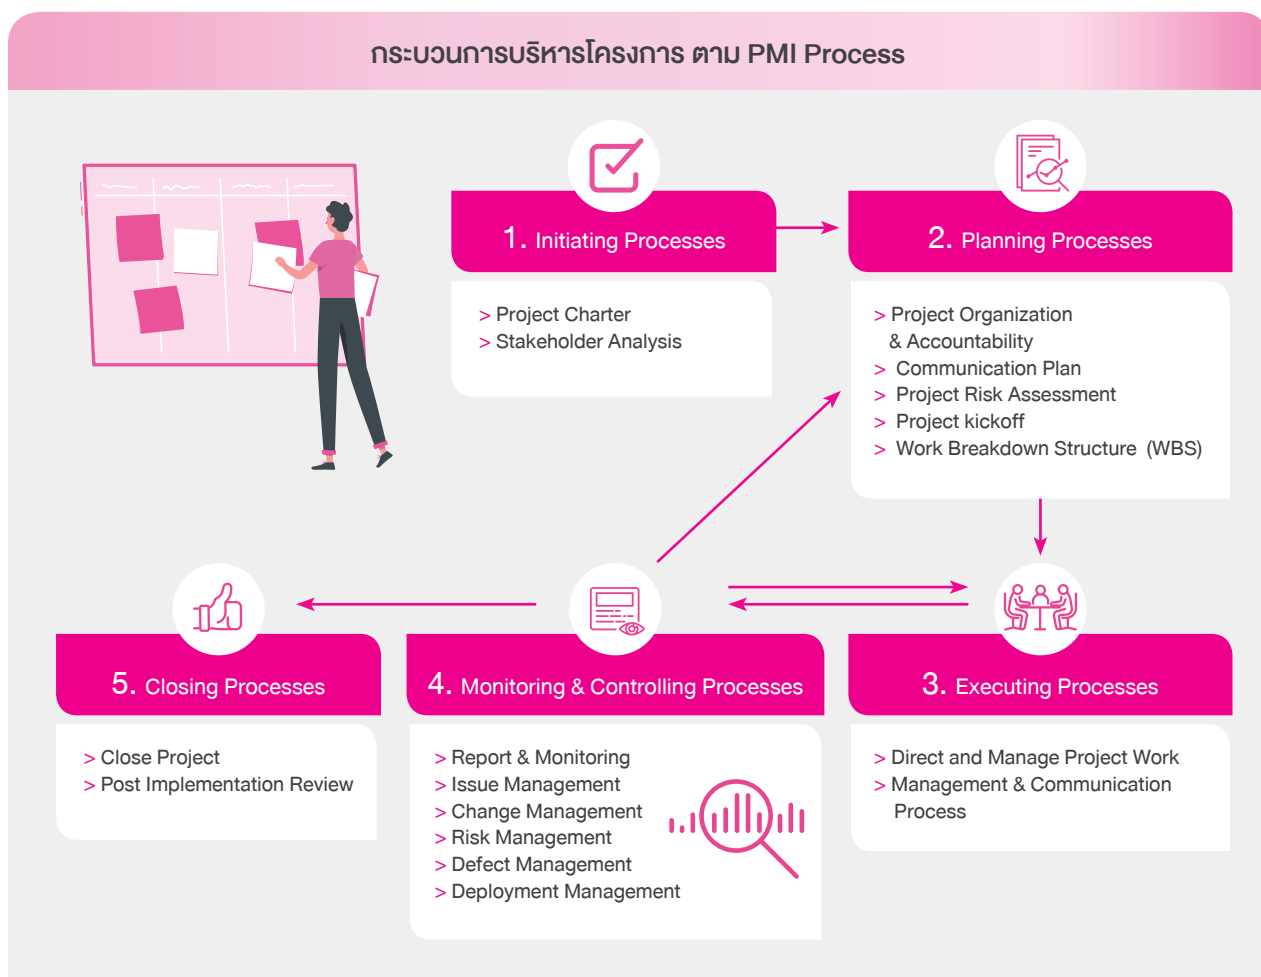 กระบวนการบริหารโครงการ ตาม PMI Process
1. Initiating Processes
> Project Charter
> Stakeholder Analysis
2. Planning Processes
> Project Organization
& Accountability
> Communication Plan
> Project Risk Assessment
> Project kickoff
> Work Breakdown Structure (WBS)
3. Executing Processes
> Direct and Manage Project Work
> Management & Communication
Process
4. Monitoring & Controlling Processes
> Report & Monitoring
> Issue Management
> Change Management
> Risk Management
> Defect Management
> Deployment Management
5. Closing Processes
> Close Project
> Post Implementation Review